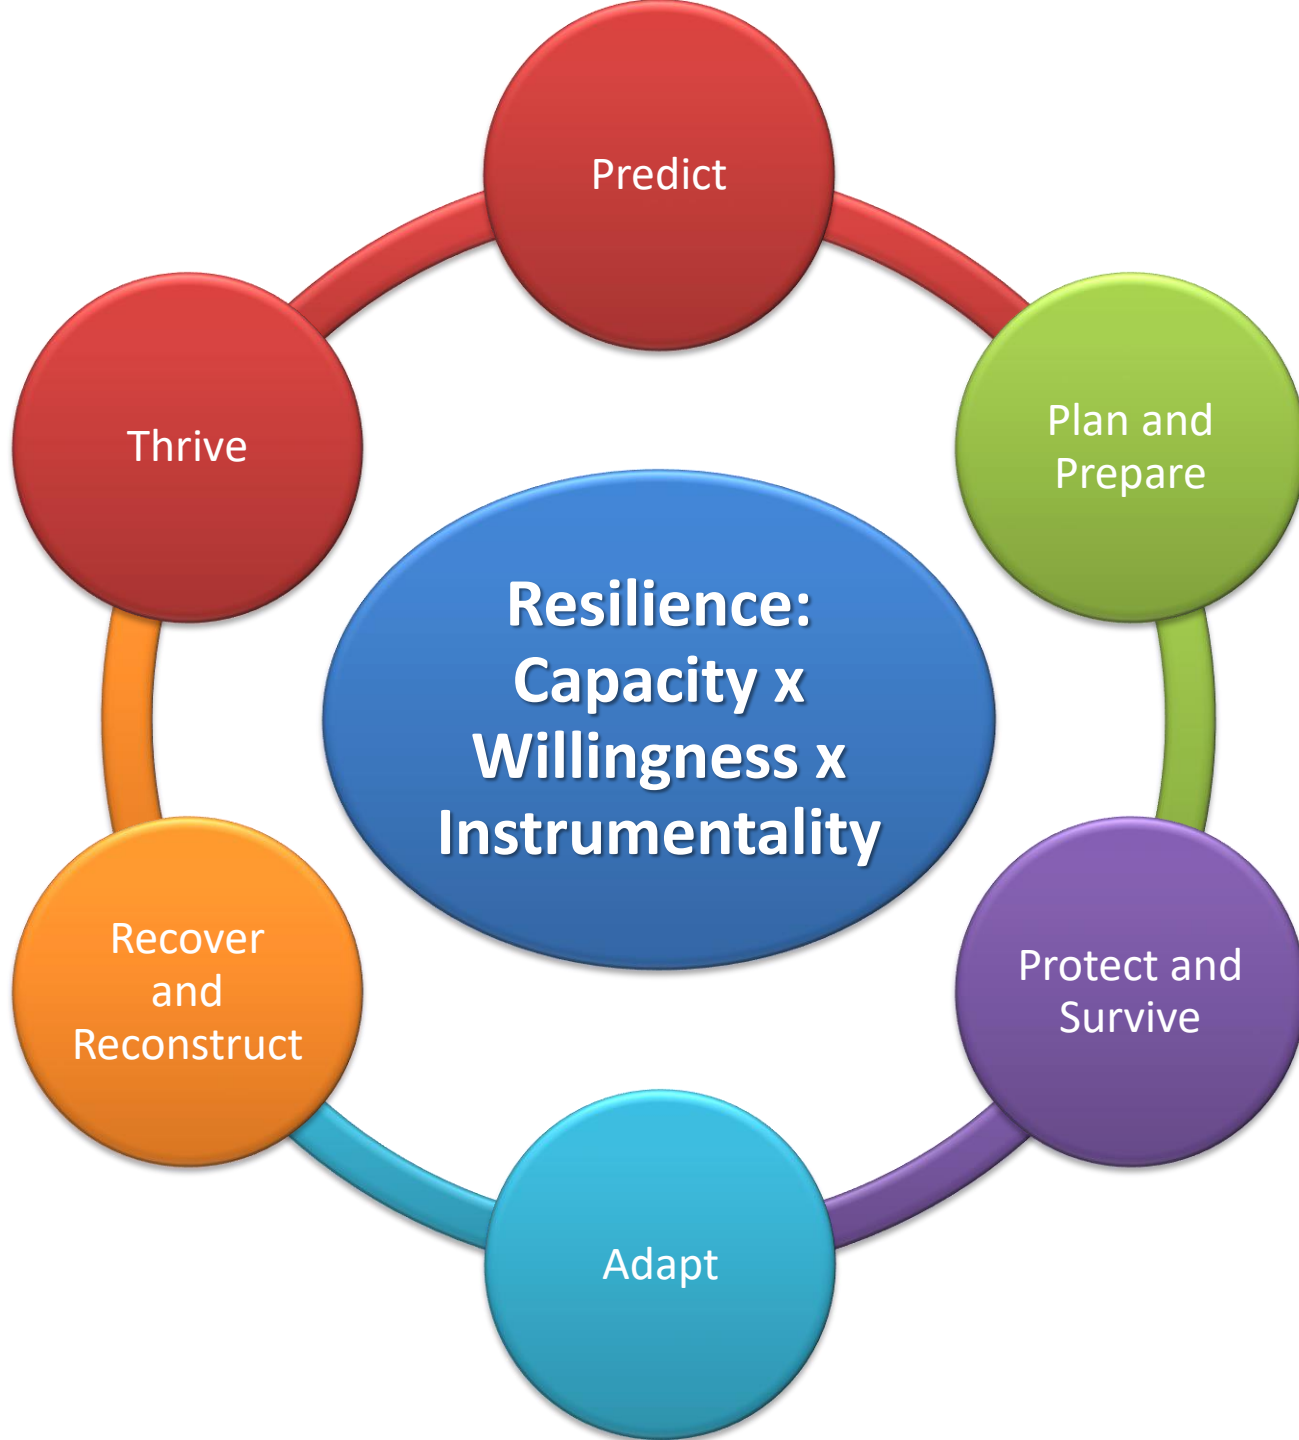 Predict
Plan and
Prepare
Protect and
Survive
Adapt
Recover
and
Reconstruct
Thrive
Resilience:
Capacity x
Willingness x
Instrumentality